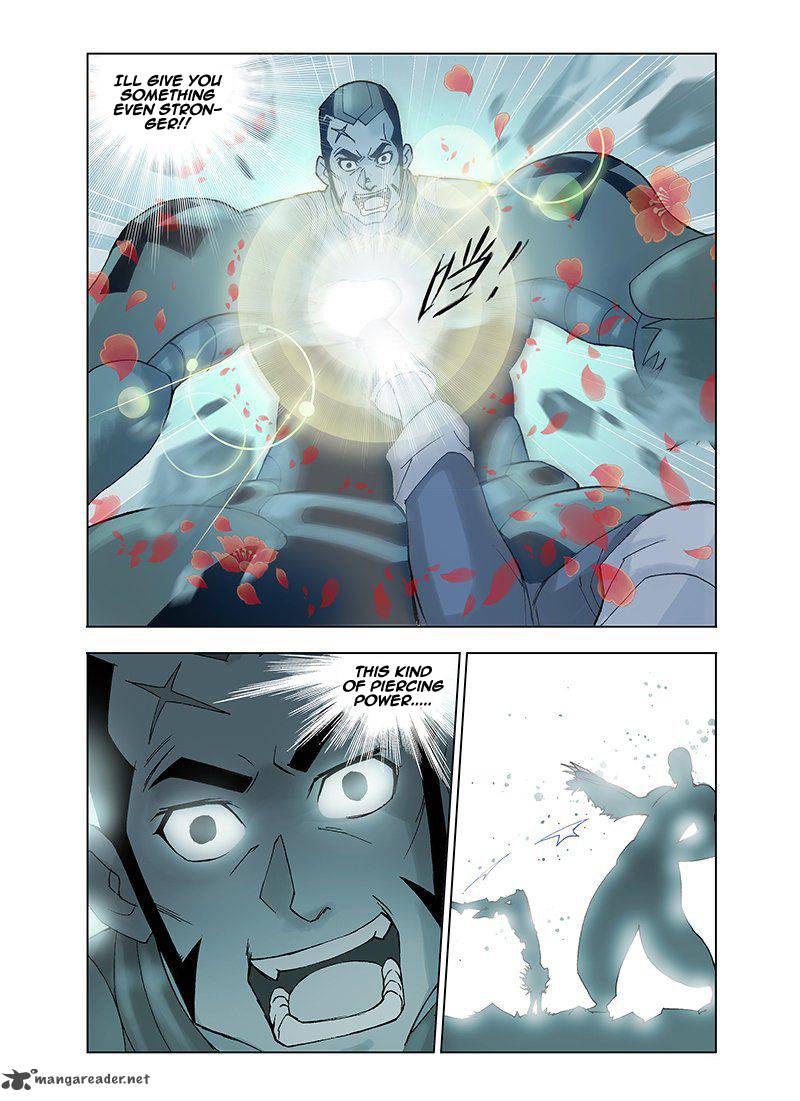 ILL GIVE YOU
SOMETHING
EVEN STRON-
GER!!
THIS KIND
OF PIERCING
POWER.....
mangareader.net